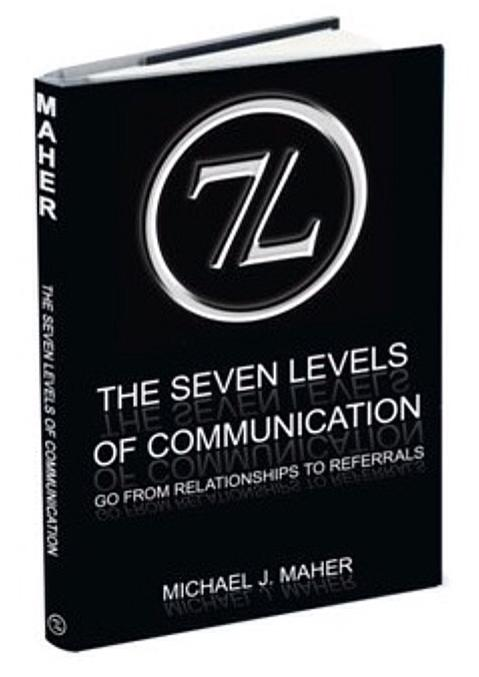 MAHER
THE SEVEN LEVELS OF COMMUNICATION
7L
THE SEVEN LEVELS
OF COMMUNICATION
GO FROM RELATIONSHIPS TO REFERRALS
MICHAEL J. MAHER
7L